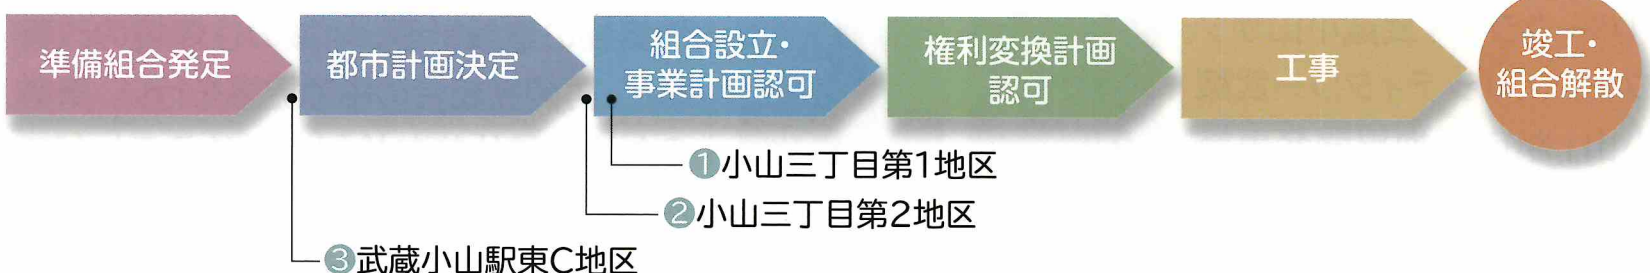 準備組合発足
都市計画決定
組合設立・
事業計画認可
権利変換計画
認可
工事
竣工・
組合解散
❶小山三丁目第1地区
❷小山三丁目第2地区
❸武蔵小山駅東C地区